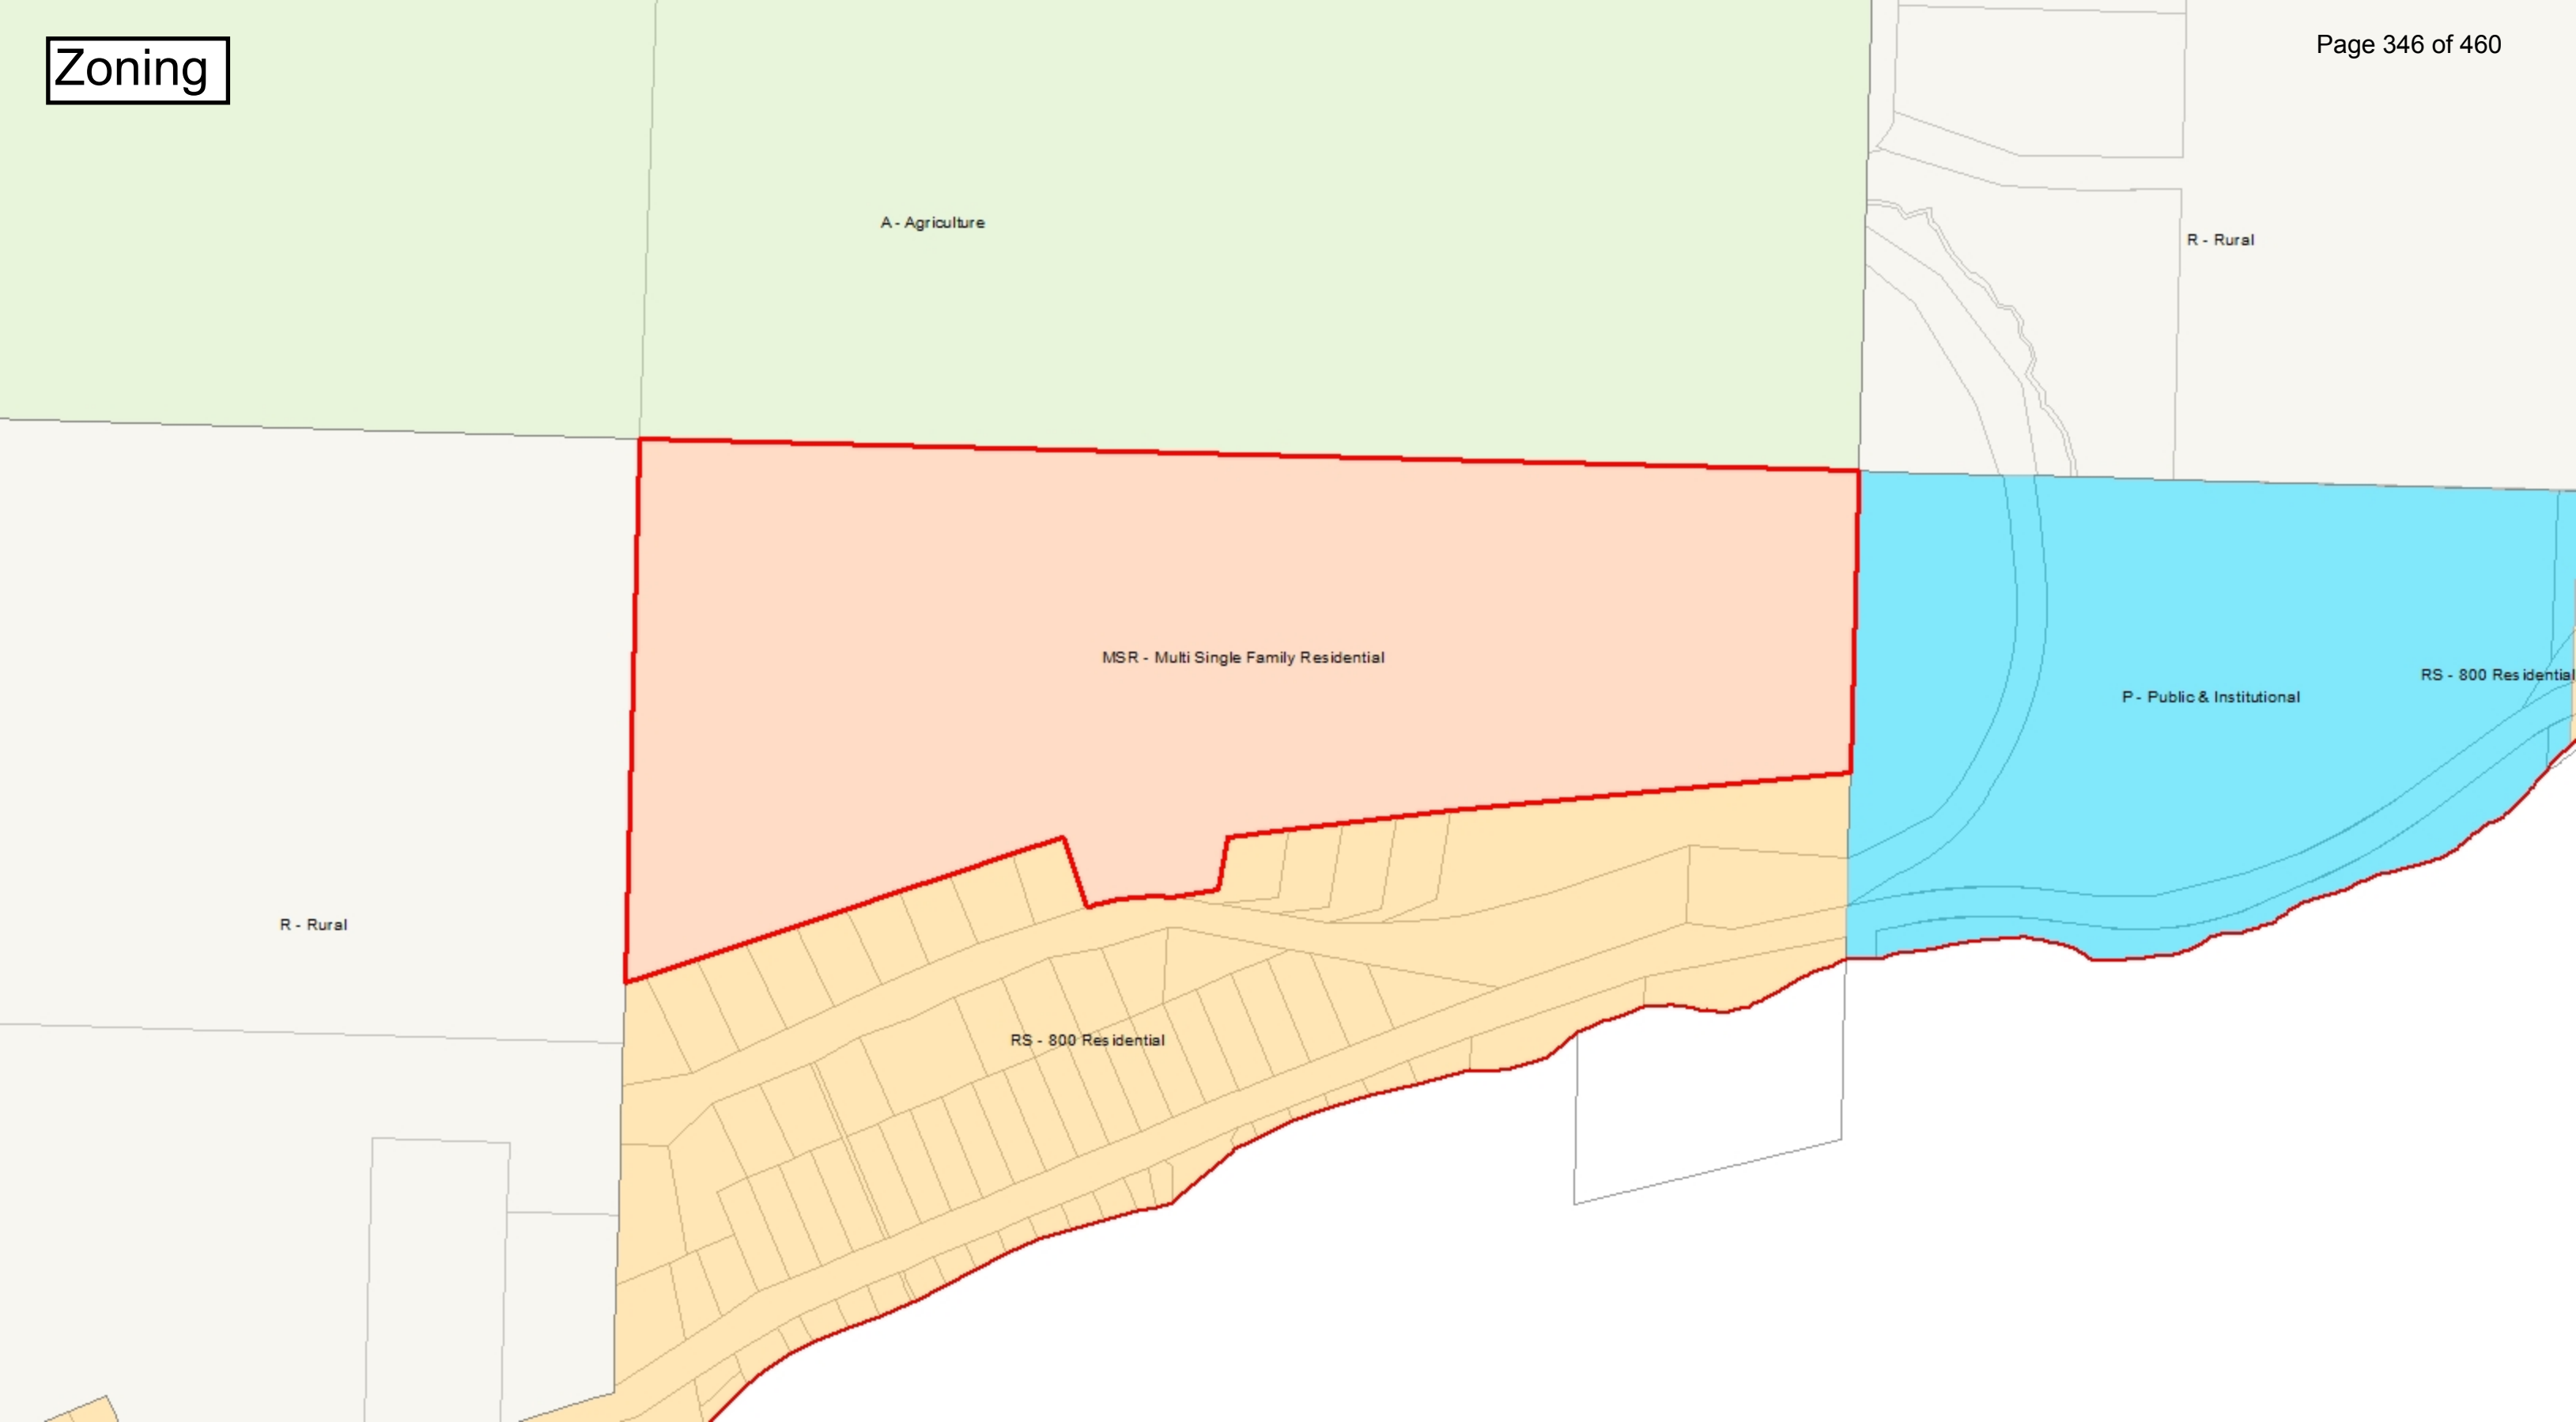 Zoning
Page 346 of 460
A - Agriculture
R - Rural
MSR - Multi Single Family Residential
RS - 800 Residential
P - Public & Institutional
R - Rural
RS - 800 Residential